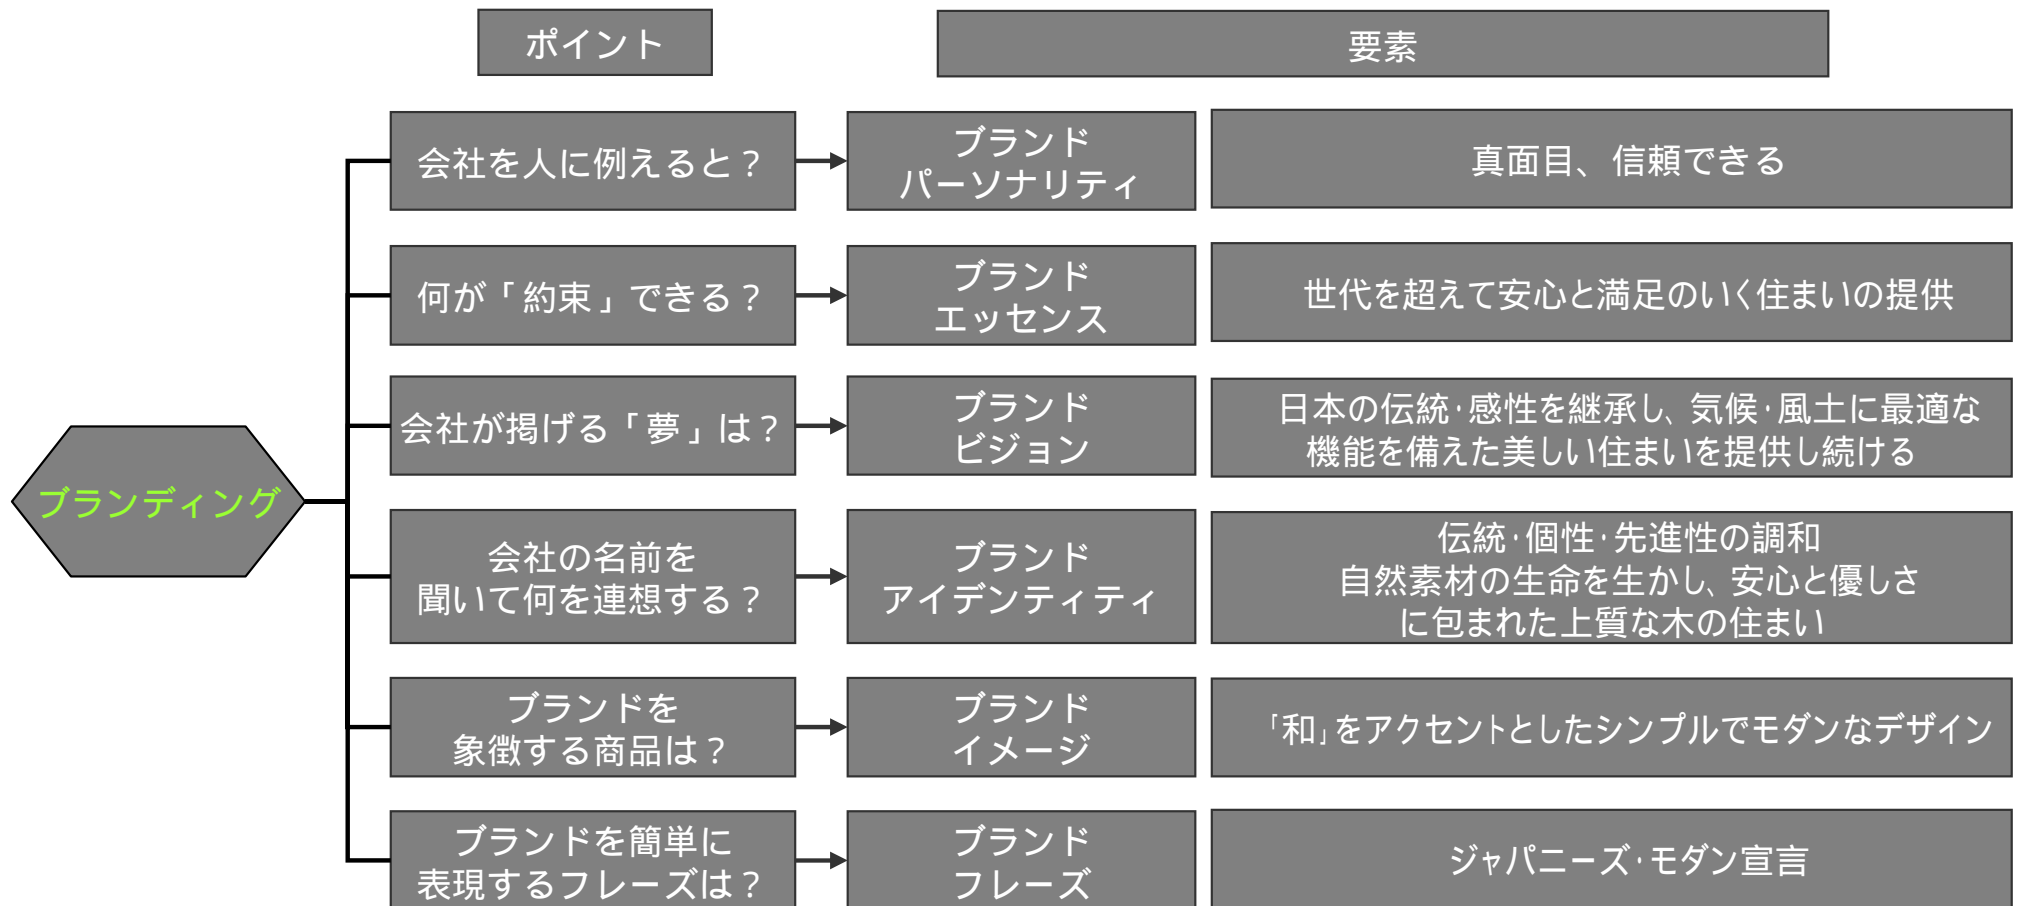 ポイント
要素
会社を人に例えると？
ブランド
パーソナリティ
真面目、信頼できる
何が「約束」できる？
ブランド
エッセンス
世代を超えて安心と満足のいく住まいの提供
会社が掲げる「夢」は？
ブランド
ビジョン
日本の伝統・感性を継承し、気候・風土に最適な
機能を備えた美しい住まいを提供し続ける
ブランディング
会社の名前を
聞いて何を連想する？
ブランド
アイデンティティ
伝統・個性・先進性の調和
自然素材の生命を生かし、安心と優しさ
に包まれた上質な木の住まい
ブランドを
象徴する商品は？
ブランド
イメージ
「和」をアクセントとしたシンプルでモダンなデザイン
ブランドを簡単に
表現するフレーズは？
ブランド
フレーズ
ジャパニーズ・モダン宣言